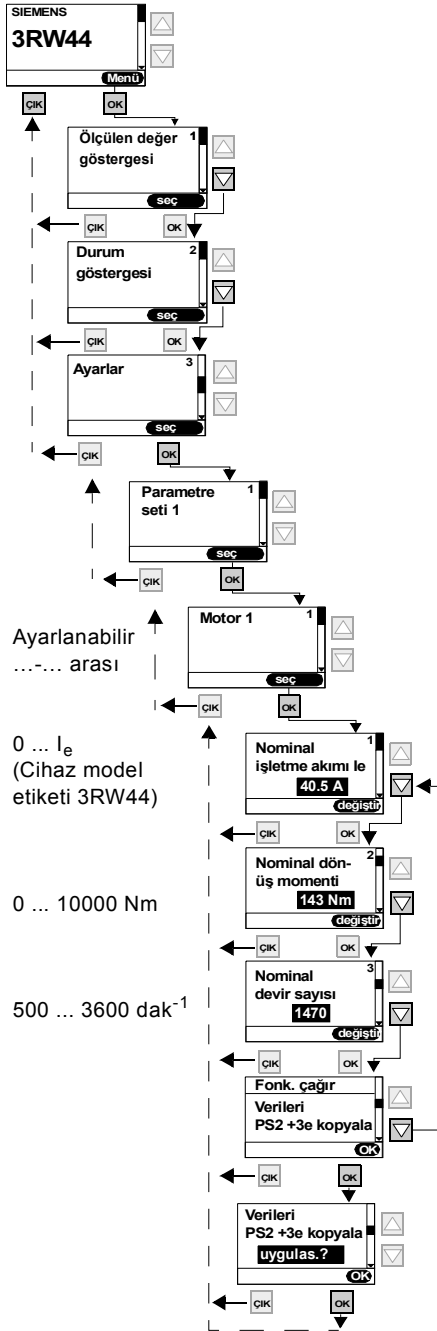 SIEMENS
3RW44
Menü
ÇIK OK
Ölçülen değer 1
göstergesi
seç
ÇIK OK
Durum 2
göstergesi
seç
ÇIK OK
Ayarlar 3
seç
ÇIK OK
Parametre 1
seti 1
seç
ÇIK OK
Motor 1 1
seç
ÇIK OK
Ayarlanabilir
...-... arası
0 ... Ie
(Cihaz model
etiketi 3RW44)
1
Nominal
işletme akımı Ie
40.5 A
değiştir
ÇIK OK
0 ... 10000 Nm
2
Nominal dön-
üş momenti
143 Nm
değiştir
ÇIK OK
500 ... 3600 dak-1
3
Nominal
devir sayısı
1470
değiştir
ÇIK OK
Fonk. çağır
Verileri
PS2 +3e kopyala
OK
ÇIK OK
Verileri
PS2 +3e kopyala
uygulas.?
OK
ÇIK OK